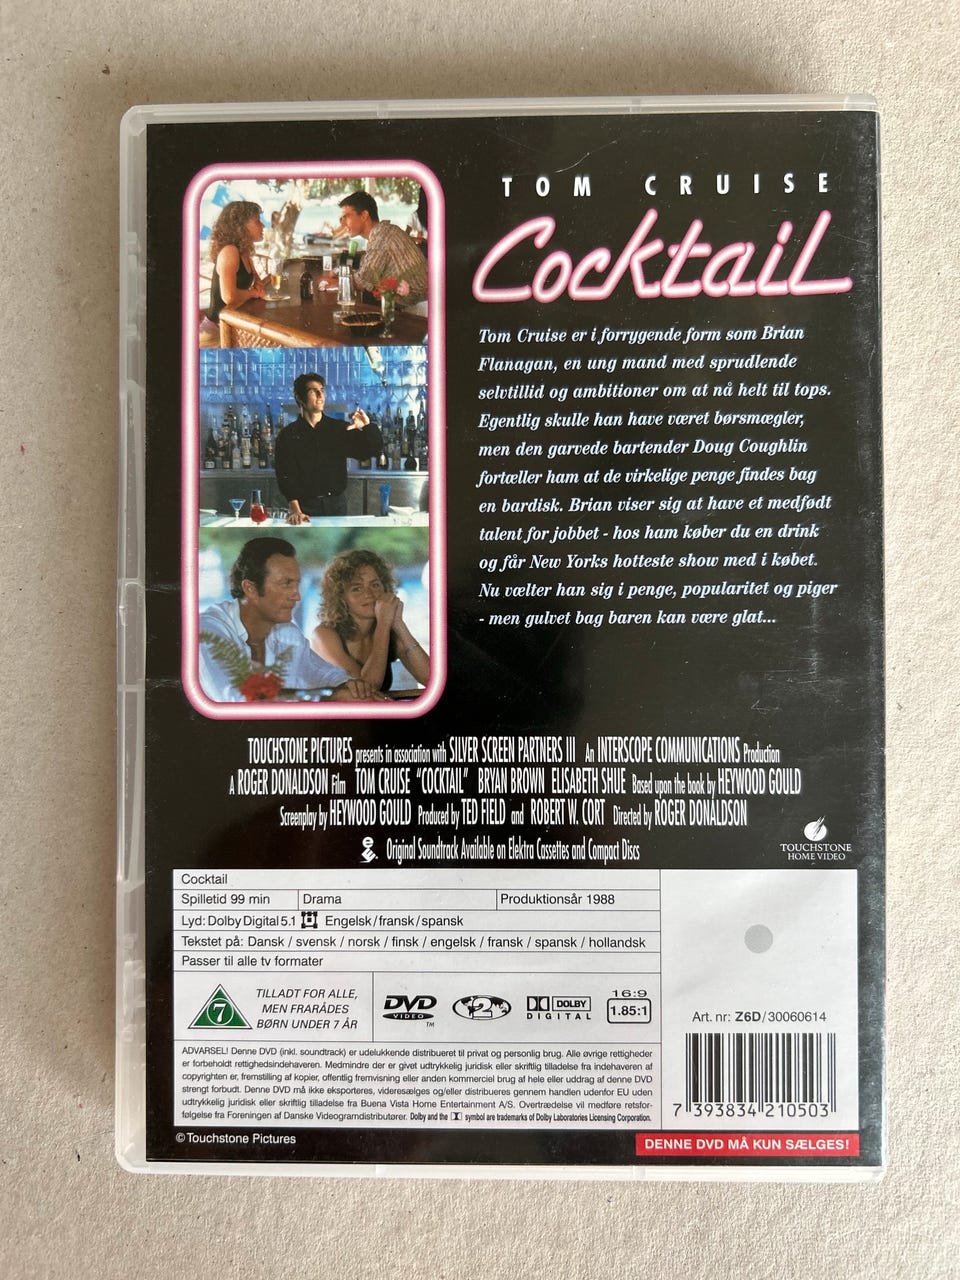 TOM CRUISE
Cocktail
Tom Cruise er i forrygende form som Brian
Flanagan, en ung mand med sprudlende
selvtillid og ambitioner om at nå helt til tops.
Egentlig skulle han have været børsmægler,
men den garvede bartender Doug Coughlin
fortæller ham at de virkelige penge findes bag
en bardisk. Brian viser sig at have et medfødt
talent for jobbet - hos ham køber du en drink
og får New Yorks hotteste show med i købet.
Nu vælter han sig i penge, popularitet og piger
- men gulvet bag baren kan være glat...
TOUCHSTONE PICTURES presents in association with SILVER SCREEN PARTNERS III An INTERSCOPE COMMUNICATIONS Production
A ROGER DONALDSON Film TOM CRUISE "COCKTAIL" BRYAN BROWN ELISABETH SHUE Based upon the book by HEYWOOD GOULD
Screenplay by HEYWOOD GOULD Produced by TED FIELD and ROBERT W. CORT Directed by ROGER DONALDSON
Original Soundtrack Available on Elektra Cassettes and Compact Discs
TOUCHSTONE
HOME VIDEO
Cocktail
Spilletid 99 min Drama Produktionsår 1988
Lyd: Dolby Digital 5.1 Engelsk/fransk/spansk
Tekstet på: Dansk / svensk / norsk / finsk / engelsk / fransk / spansk / hollandsk
Passer til alle tv formater
7
TILLADT FOR ALLE,
MEN FRARÅDES
BØRN UNDER 7 ÅR
DVD
VIDEO
TM
2
DOLBY
DIGITAL
16:9
1.85:1
Art. nr: Z6D/30060614
7 393834 210503
ADVARSEL! Denne DVD (inkl. soundtrack) er udelukkende distribueret til privat og personlig brug. Alle øvrige rettigheder
er forbeholdt rettighedsindehaveren. Medmindre der er givet udtrykkelig juridisk eller skriftlig tilladelse fra indehaveren af
copyrighten er, fremstilling af kopier, offentlig fremvisning eller anden kommerciel brug af hele eller uddrag af denne DVD
strengt forbudt. Denne DVD må ikke eksporteres, videresælges og/eller distribueres gennem handler udenfor EU uden
udtrykkelig juridisk eller skriftlig tilladelse fra Buena Vista Home Entertainment A/S. Overtrædelse vil medføre retsfor-
følgelse fra Foreningen af Danske Videogramdistributører. Dolby and the symbol are trademarks of Dolby Laboratories Licensing Corporation.
© Touchstone Pictures
DENNE DVD MÅ KUN SÆLGES!